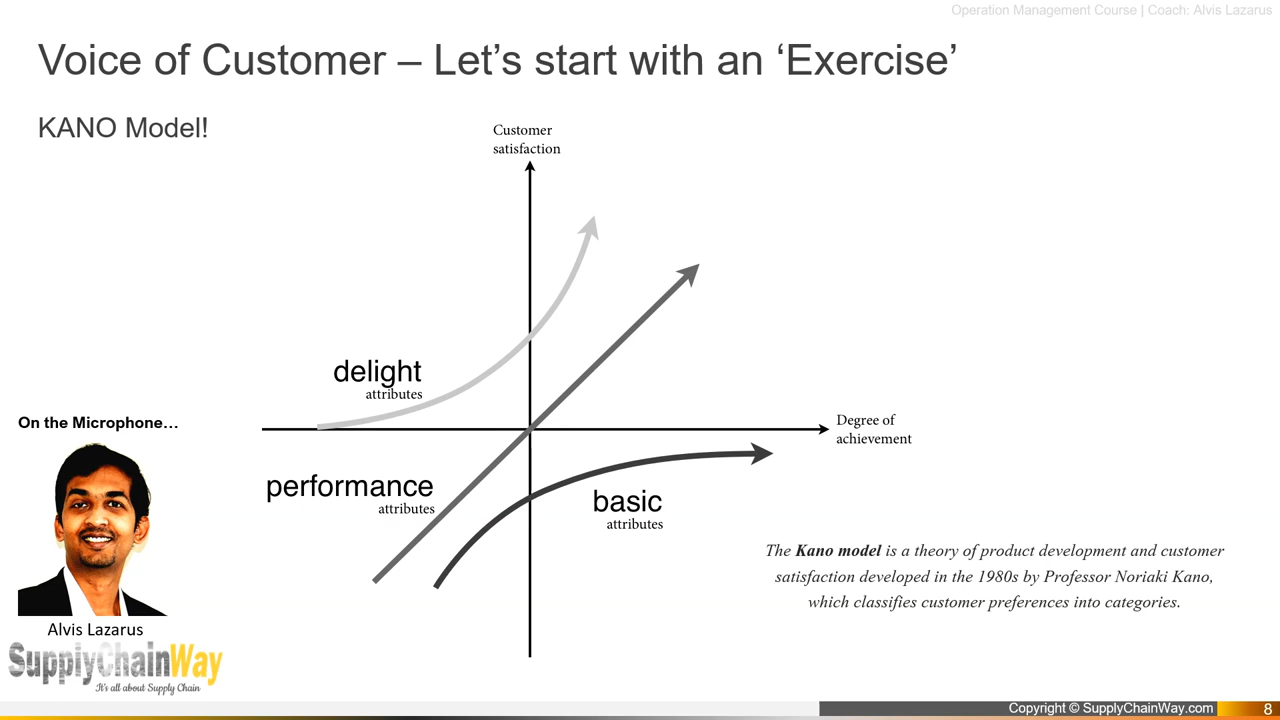 Operation Management Course | Coach: Alvis Lazarus
Voice of Customer – Let’s start with an ‘Exercise’
KANO Model!
Customer
satisfaction
delight
attributes
On the Microphone…
Degree of
achievement
performance
attributes
basic
attributes
The Kano model is a theory of product development and customer
satisfaction developed in the 1980s by Professor Noriaki Kano,
which classifies customer preferences into categories.
Alvis Lazarus
SupplyChainWay
It's all about Supply Chain
Copyright © SupplyChainWay.com
8